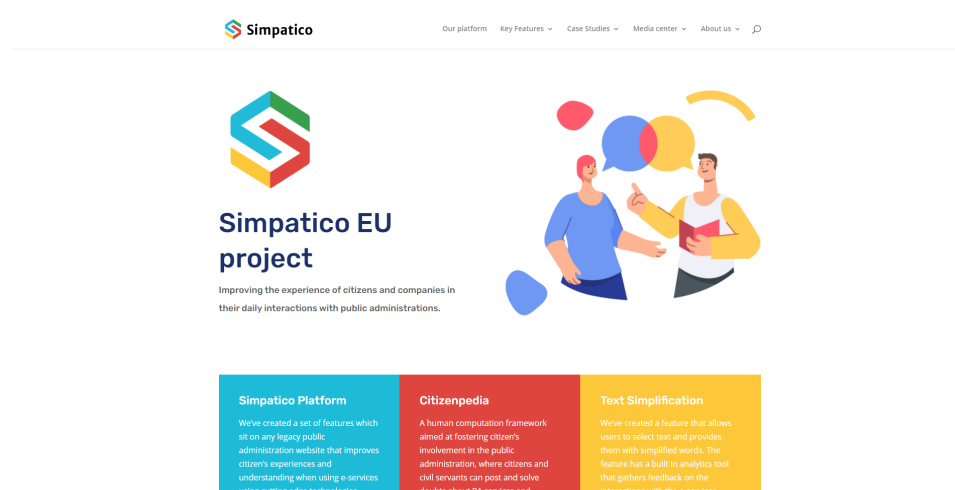 Simpatico
Our platform Key Features Case Studies Media center About us
Simpatico EU
project
Improving the experience of citizens and companies in
their daily interactions with public administrations.
Simpatico Platform
We've created a set of features which
sit on any legacy public
administration website that improves
citizen's experiences and
understanding when using e-services
Citizenpedia
A human computation framework
aimed at fostering citizen's
involvement in the public
administration, where citizens and
civil servants can post and solve
Text Simplification
We've created a feature that allows
users to select text and provides
them with simplified words. The
feature has a built in analytics tool
that gathers feedback on the